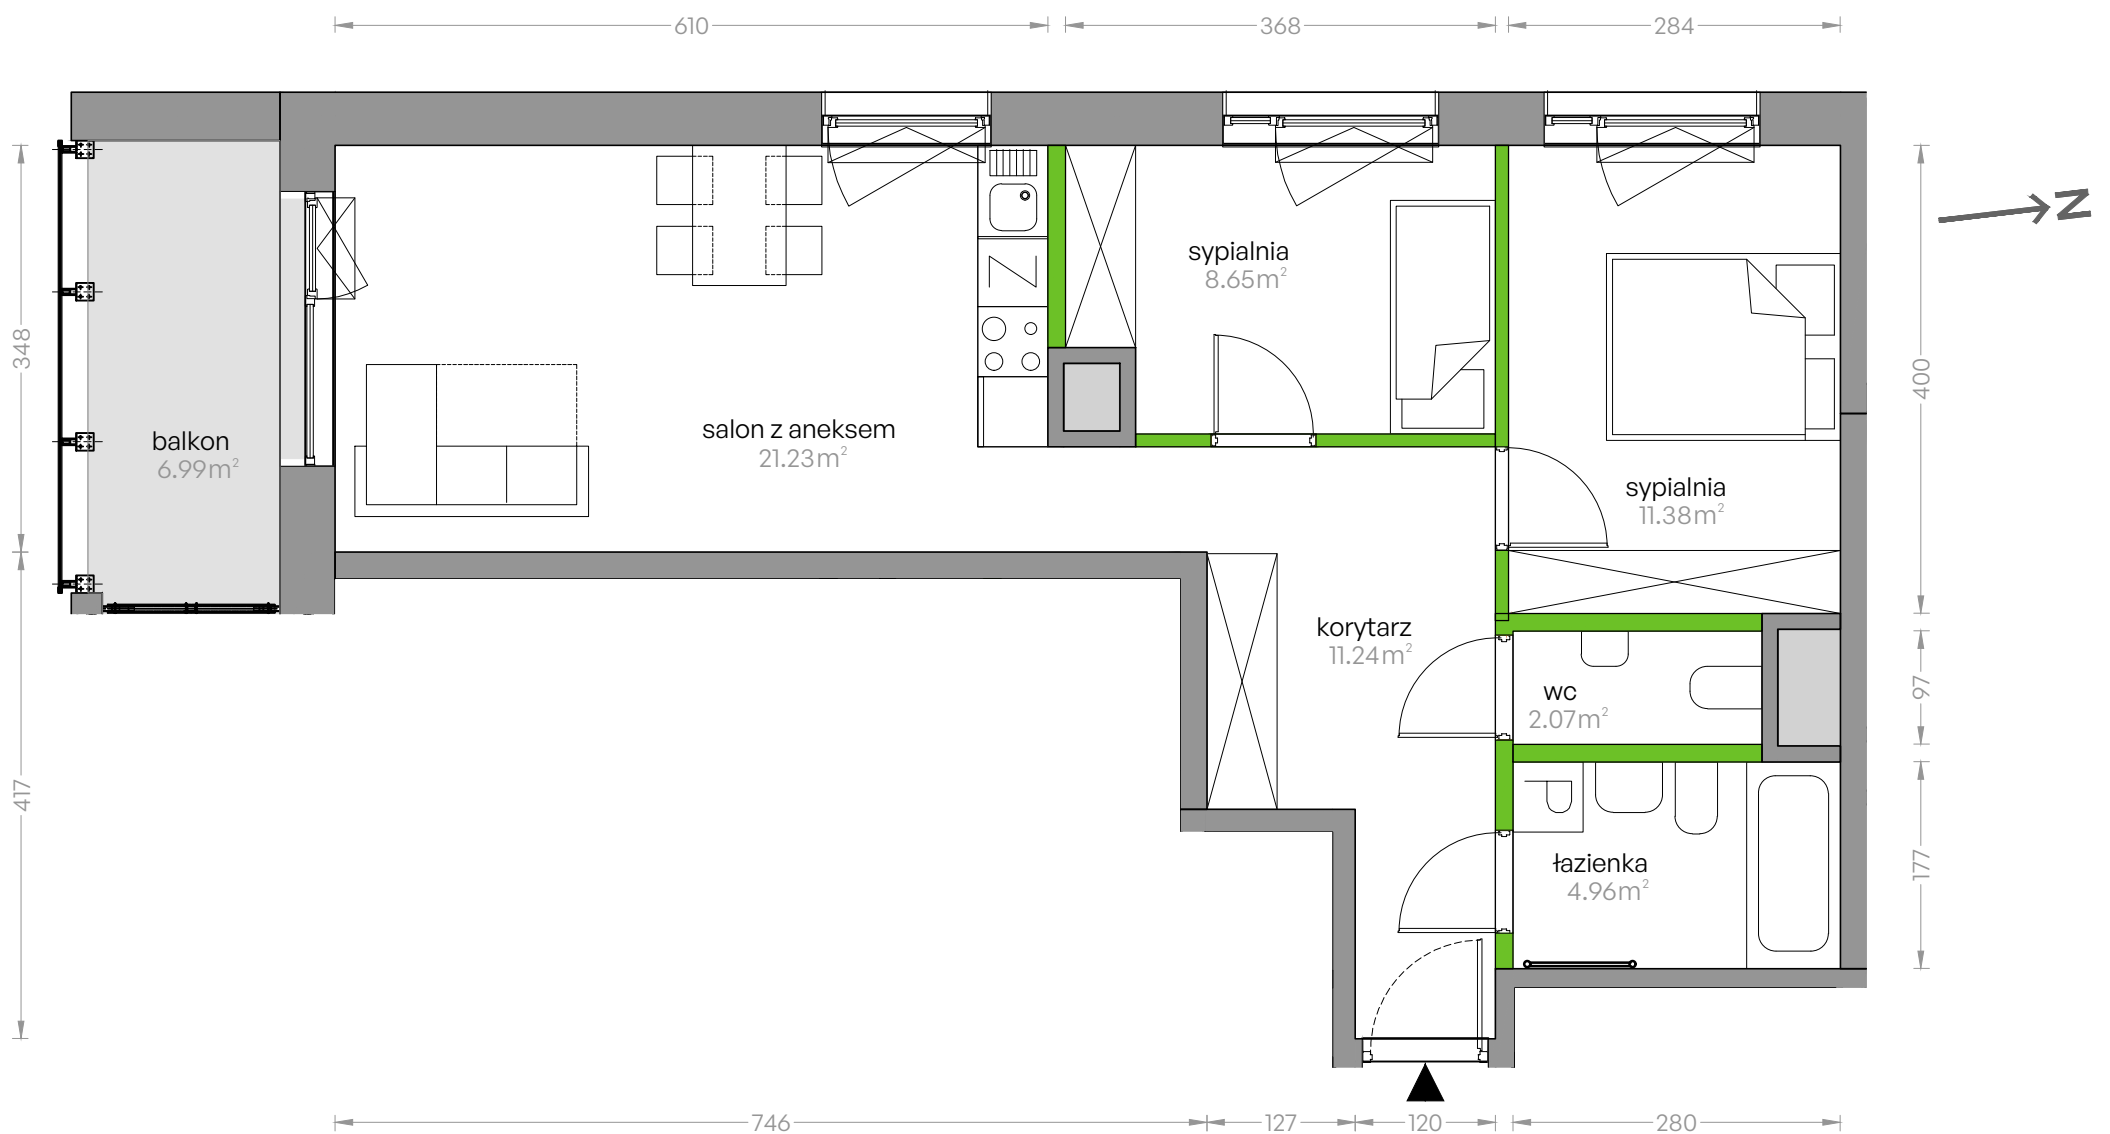 610
368
284
N
sypialnia
8.65m²
348
400
salon z aneksem
21.23m²
balkon
6.99m²
sypialnia
11.38m²
korytarz
11.24m²
wc
2.07m²
97
417
łazienka
4.96m²
177
746
127
120
280